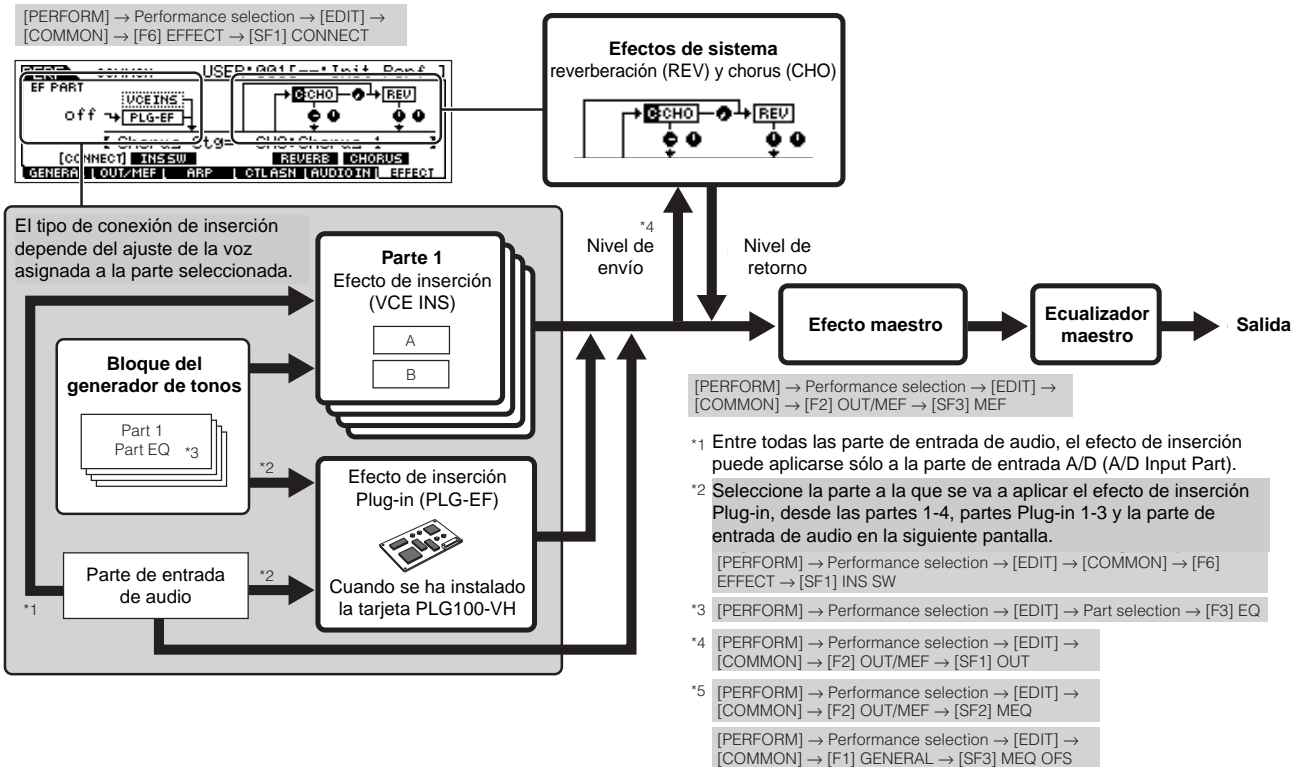 [PERFORM] → Performance selection → [EDIT] →
[COMMON] → [F6] EFFECT → [SF1] CONNECT
EF PART
off
VCE INS
PLG-EF
C:CHO
REV
[CONNECT] INS SW REVERB CHORUS
GENERAL OUT/MEF ARP CTL ASN AUDIO IN EFFECT
Efectos de sistema
reverberación (REV) y chorus (CHO)
C:CHO
REV
El tipo de conexión de inserción
depende del ajuste de la voz
asignada a la parte seleccionada.
Parte 1
Efecto de inserción
(VCE INS)
A
B
*4
Nivel de
envío
Nivel de
retorno
Efecto maestro
Ecualizador
maestro
Salida
Bloque del
generador de tonos
Part 1
Part EQ *3
*2
Efecto de inserción
Plug-in (PLG-EF)
Cuando se ha instalado
la tarjeta PLG100-VH
Parte de entrada
de audio
*2
*1
[PERFORM] → Performance selection → [EDIT] →
[COMMON] → [F2] OUT/MEF → [SF3] MEF
*1 Entre todas las parte de entrada de audio, el efecto de inserción
puede aplicarse sólo a la parte de entrada A/D (A/D Input Part).
*2 Seleccione la parte a la que se va a aplicar el efecto de inserción
Plug-in, desde las partes 1-4, partes Plug-in 1-3 y la parte de
entrada de audio en la siguiente pantalla.
[PERFORM] → Performance selection → [EDIT] → [COMMON] → [F6]
EFFECT → [SF1] INS SW
*3 [PERFORM] → Performance selection → [EDIT] → Part selection → [F3] EQ
*4 [PERFORM] → Performance selection → [EDIT] →
[COMMON] → [F2] OUT/MEF → [SF1] OUT
*5 [PERFORM] → Performance selection → [EDIT] →
[COMMON] → [F2] OUT/MEF → [SF2] MEQ
[PERFORM] → Performance selection → [EDIT] →
[COMMON] → [F1] GENERAL → [SF3] MEQ OFS